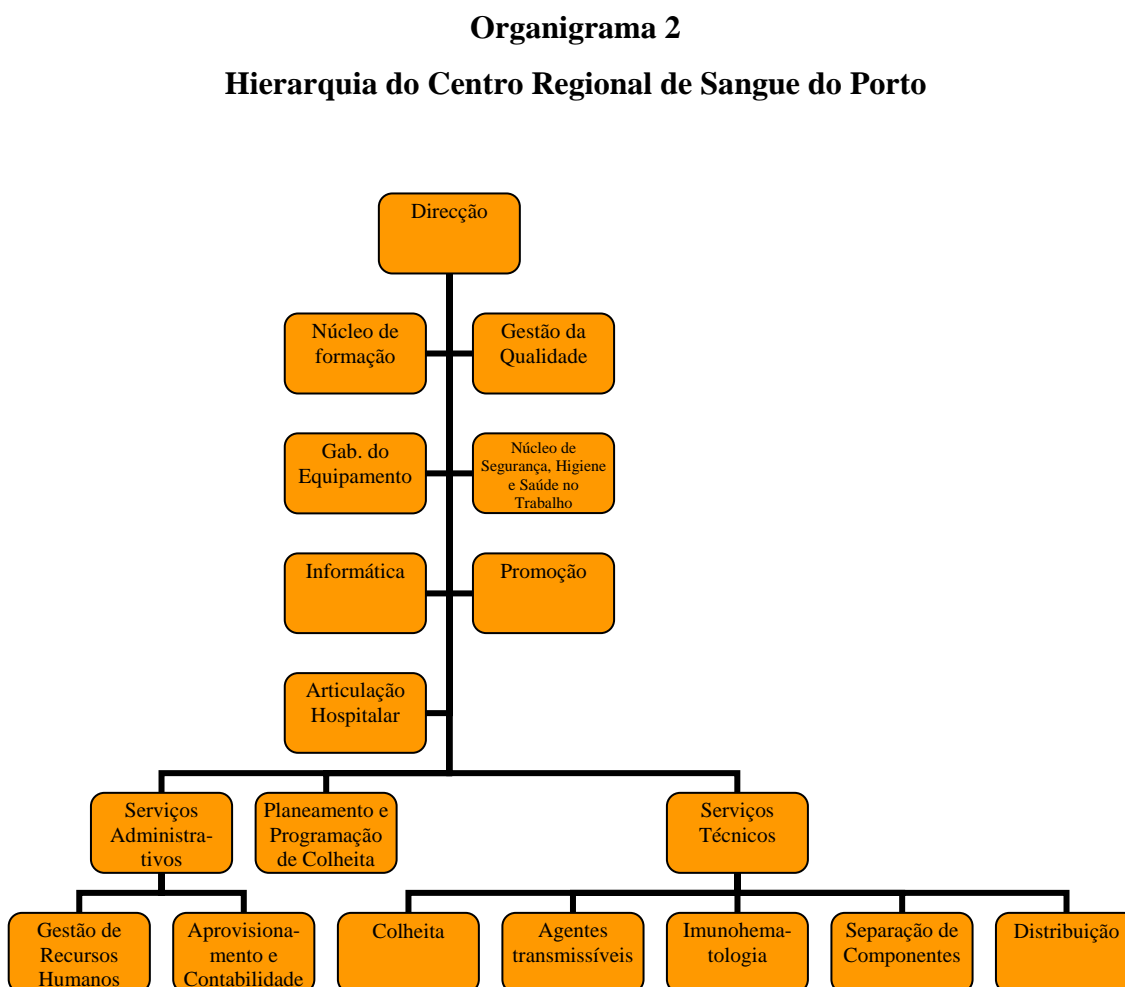 Organigrama 2
Hierarquia do Centro Regional de Sangue do Porto
Direcção
Núcleo de
formação
Gestão da
Qualidade
Gab. do
Equipamento
Núcleo de
Segurança, Higiene
e Saúde no
Trabalho
Informática
Promoção
Articulação
Hospitalar
Serviços
Administra-
tivos
Planeamento e
Programação
de Colheita
Serviços
Técnicos
Gestão de
Recursos
Humanos
Aprovisiona-
mento e
Contabilidade
Colheita
Agentes
transmissíveis
Imunohema-
tologia
Separação de
Componentes
Distribuição